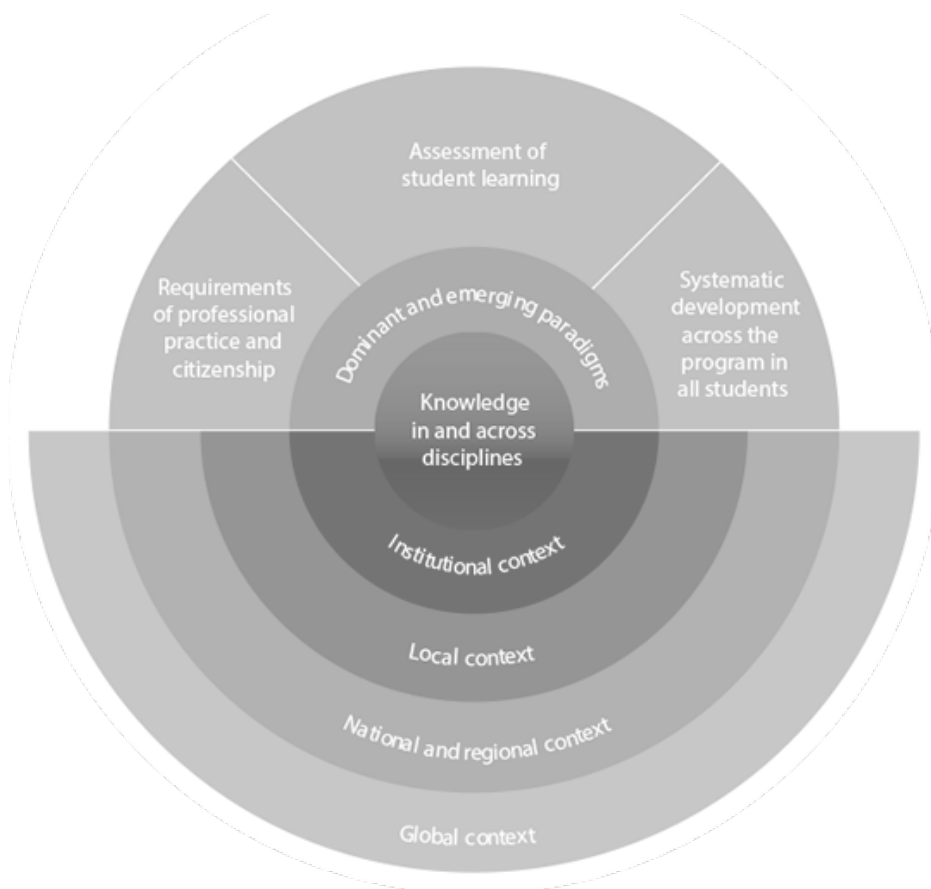 Assessment of
student learning
Requirements
of professional
practice and
citizenship
Systematic
development
across the
program in
all students
Dominant and emerging paradigms
Knowledge
in and across
disciplines
Institutional context
Local context
National and regional context
Global context